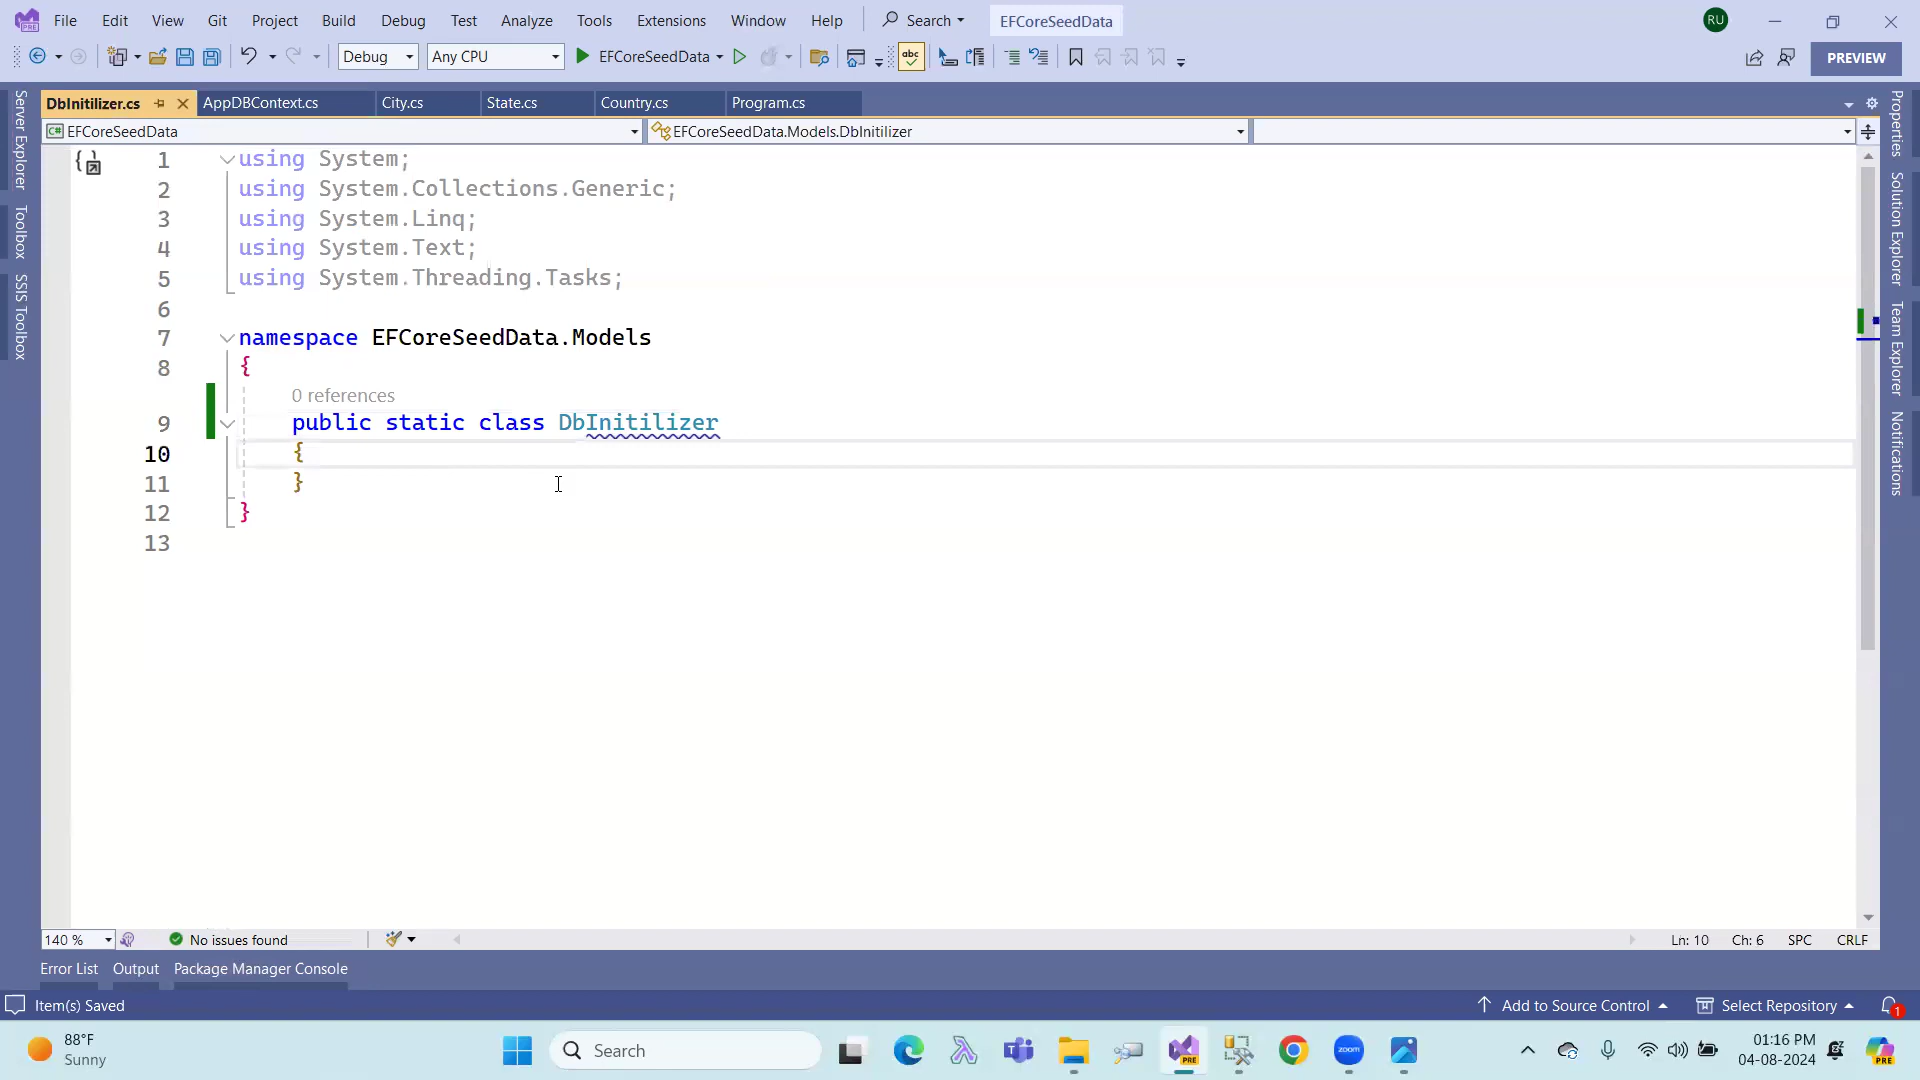 File Edit View Git Project Build Debug Test Analyze Tools Extensions Window Help Search EFCoreSeedData RU
Debug Any CPU EFCoreSeedData abc PREVIEW
DbInitilizer.cs AppDBContext.cs City.cs State.cs Country.cs Program.cs
C# EFCoreSeedData EFCoreSeedData.Models.DbInitilizer
Server Explorer
Toolbox
SSIS Toolbox
1 using System;
2 using System.Collections.Generic;
3 using System.Linq;
4 using System.Text;
5 using System.Threading.Tasks;
6
7 namespace EFCoreSeedData.Models
8 {
0 references
9 public static class DbInitilizer
10 {
11 }
12 }
13
Properties
Solution Explorer
Team Explorer
Notifications
140 % No issues found Ln: 10 Ch: 6 SPC CRLF
Error List Output Package Manager Console
Item(s) Saved Add to Source Control Select Repository 1
88°F
Sunny
Search
PRE
zoom
01:16 PM
04-08-2024
PRE